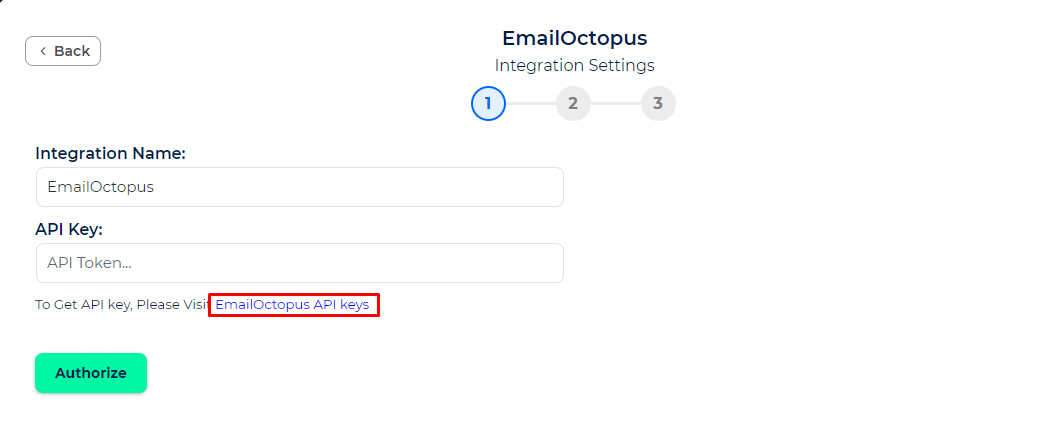 Back
EmailOctopus
Integration Settings
1 2 3
Integration Name:
EmailOctopus
API Key:
API Token...
To Get API key, Please Visit EmailOctopus API keys
Authorize